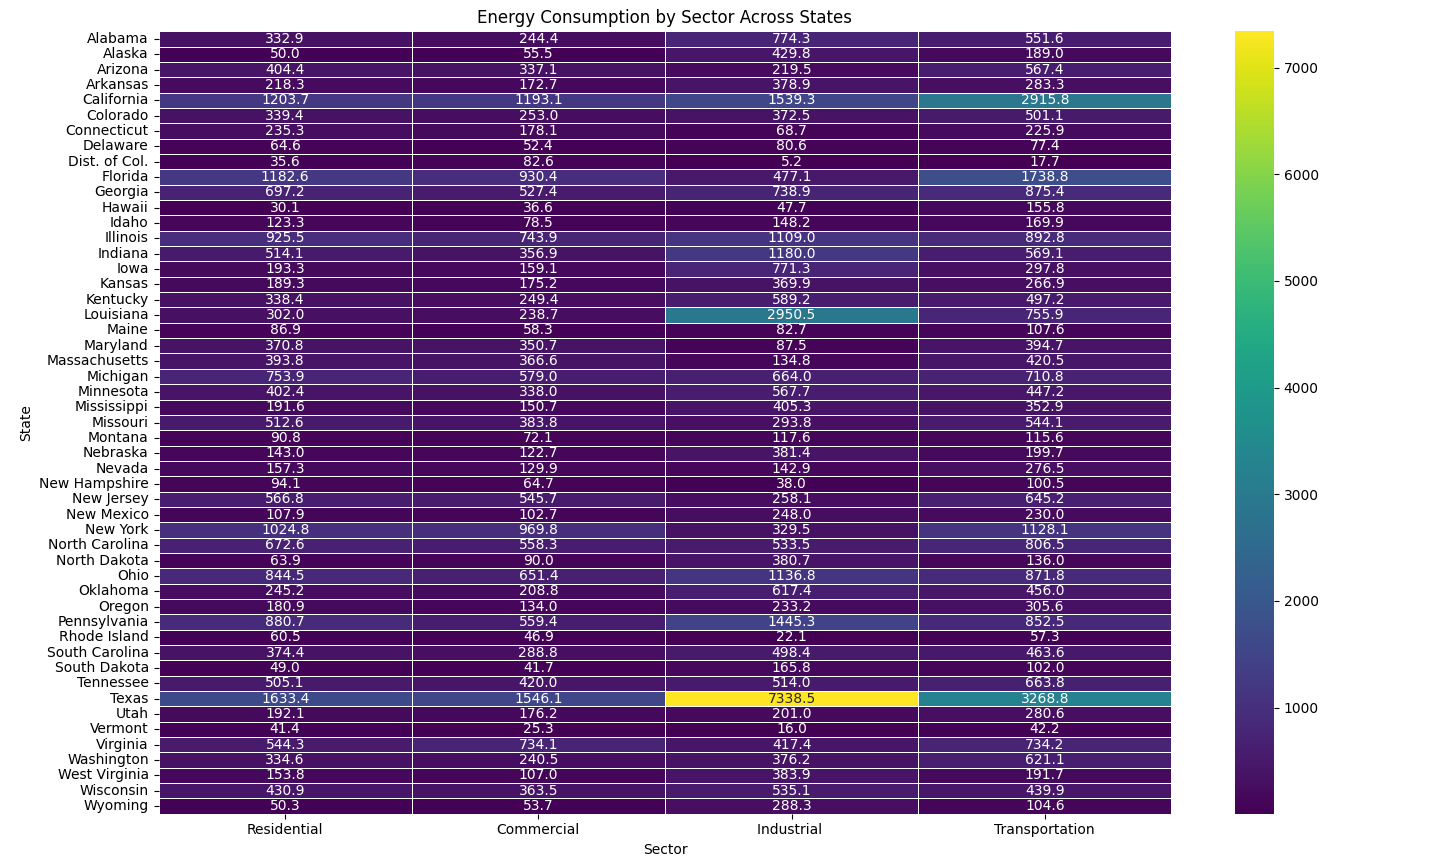 Energy Consumption by Sector Across States
Alabama 332.9 244.4 774.3 551.6
Alaska 50.0 55.5 429.8 189.0
Arizona 404.4 337.1 219.5 567.4
Arkansas 218.3 172.7 378.9 283.3
California 1203.7 1193.1 1539.3 2915.8
Colorado 339.4 253.0 372.5 501.1
Connecticut 235.3 178.1 68.7 225.9
Delaware 64.6 52.4 80.6 77.4
Dist. of Col. 35.6 82.6 5.2 17.7
Florida 1182.6 930.4 477.1 1738.8
Georgia 697.2 527.4 738.9 875.4
Hawaii 30.1 36.6 47.7 155.8
Idaho 123.3 78.5 148.2 169.9
Illinois 925.5 743.9 1109.0 892.8
Indiana 514.1 356.9 1180.0 569.1
Iowa 193.3 159.1 771.3 297.8
Kansas 189.3 175.2 369.9 266.9
Kentucky 338.4 249.4 589.2 497.2
Louisiana 302.0 238.7 2950.5 755.9
Maine 86.9 58.3 82.7 107.6
Maryland 370.8 350.7 87.5 394.7
Massachusetts 393.8 366.6 134.8 420.5
Michigan 753.9 579.0 664.0 710.8
Minnesota 402.4 338.0 567.7 447.2
Mississippi 191.6 150.7 405.3 352.9
Missouri 512.6 383.8 293.8 544.1
Montana 90.8 72.1 117.6 115.6
Nebraska 143.0 122.7 381.4 199.7
Nevada 157.3 129.9 142.9 276.5
New Hampshire 94.1 64.7 38.0 100.5
New Jersey 566.8 545.7 258.1 645.2
New Mexico 107.9 102.7 248.0 230.0
New York 1024.8 969.8 329.5 1128.1
North Carolina 672.6 558.3 533.5 806.5
North Dakota 63.9 90.0 380.7 136.0
Ohio 844.5 651.4 1136.8 871.8
Oklahoma 245.2 208.8 617.4 456.0
Oregon 180.9 134.0 233.2 305.6
Pennsylvania 880.7 559.4 1445.3 852.5
Rhode Island 60.5 46.9 22.1 57.3
South Carolina 374.4 288.8 498.4 463.6
South Dakota 49.0 41.7 165.8 102.0
Tennessee 505.1 420.0 514.0 663.8
Texas 1633.4 1546.1 7338.5 3268.8
Utah 192.1 176.2 201.0 280.6
Vermont 41.4 25.3 16.0 42.2
Virginia 544.3 734.1 417.4 734.2
Washington 334.6 240.5 376.2 621.1
West Virginia 153.8 107.0 383.9 191.7
Wisconsin 430.9 363.5 535.1 439.9
Wyoming 50.3 53.7 288.3 104.6
Residential Commercial Industrial Transportation
Sector
State
7000
6000
5000
4000
3000
2000
1000